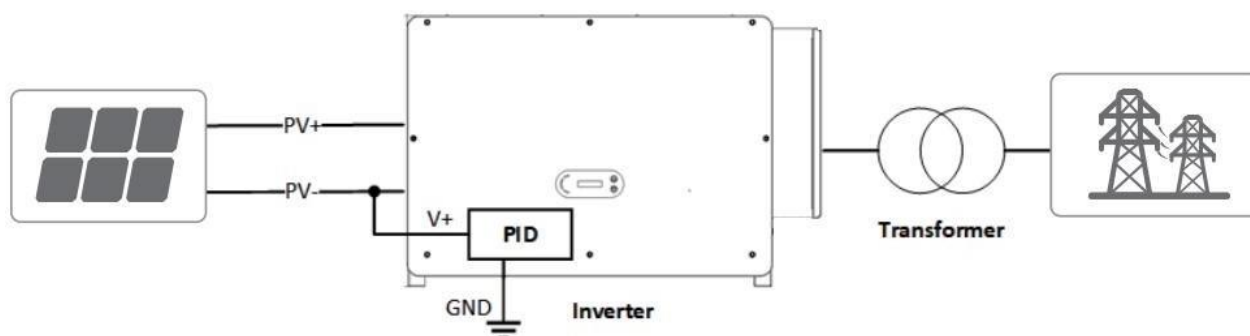 PV+
PV-
V+
PID
GND
Inverter
Transformer